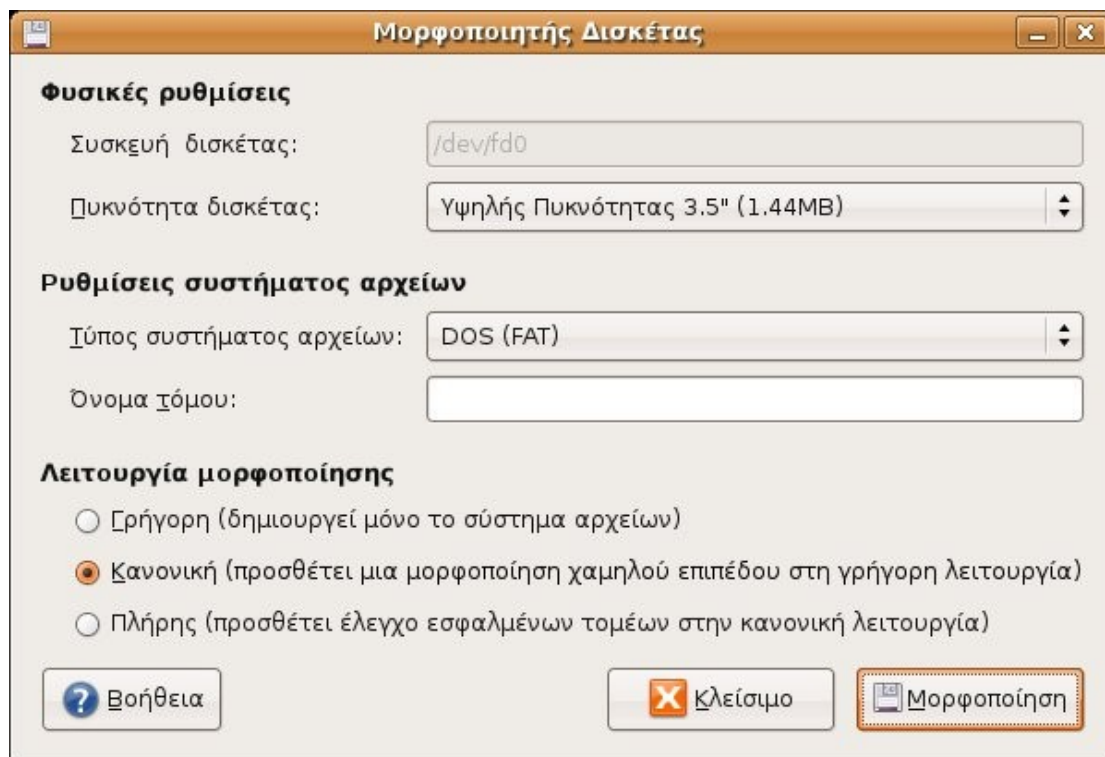 Μορφοποιητής Δισκέτας
Φυσικές ρυθμίσεις
Συσκευή δισκέτας: /dev/fd0
Πυκνότητα δισκέτας: Υψηλής Πυκνότητας 3.5" (1.44MB)
Ρυθμίσεις συστήματος αρχείων
Τύπος συστήματος αρχείων: DOS (FAT)
Όνομα τόμου:
Λειτουργία μορφοποίησης
Γρήγορη (δημιουργεί μόνο το σύστημα αρχείων)
Κανονική (προσθέτει μια μορφοποίηση χαμηλού επιπέδου στη γρήγορη λειτουργία)
Πλήρης (προσθέτει έλεγχο εσφαλμένων τομέων στην κανονική λειτουργία)
Βοήθεια Κλείσιμο Μορφοποίηση